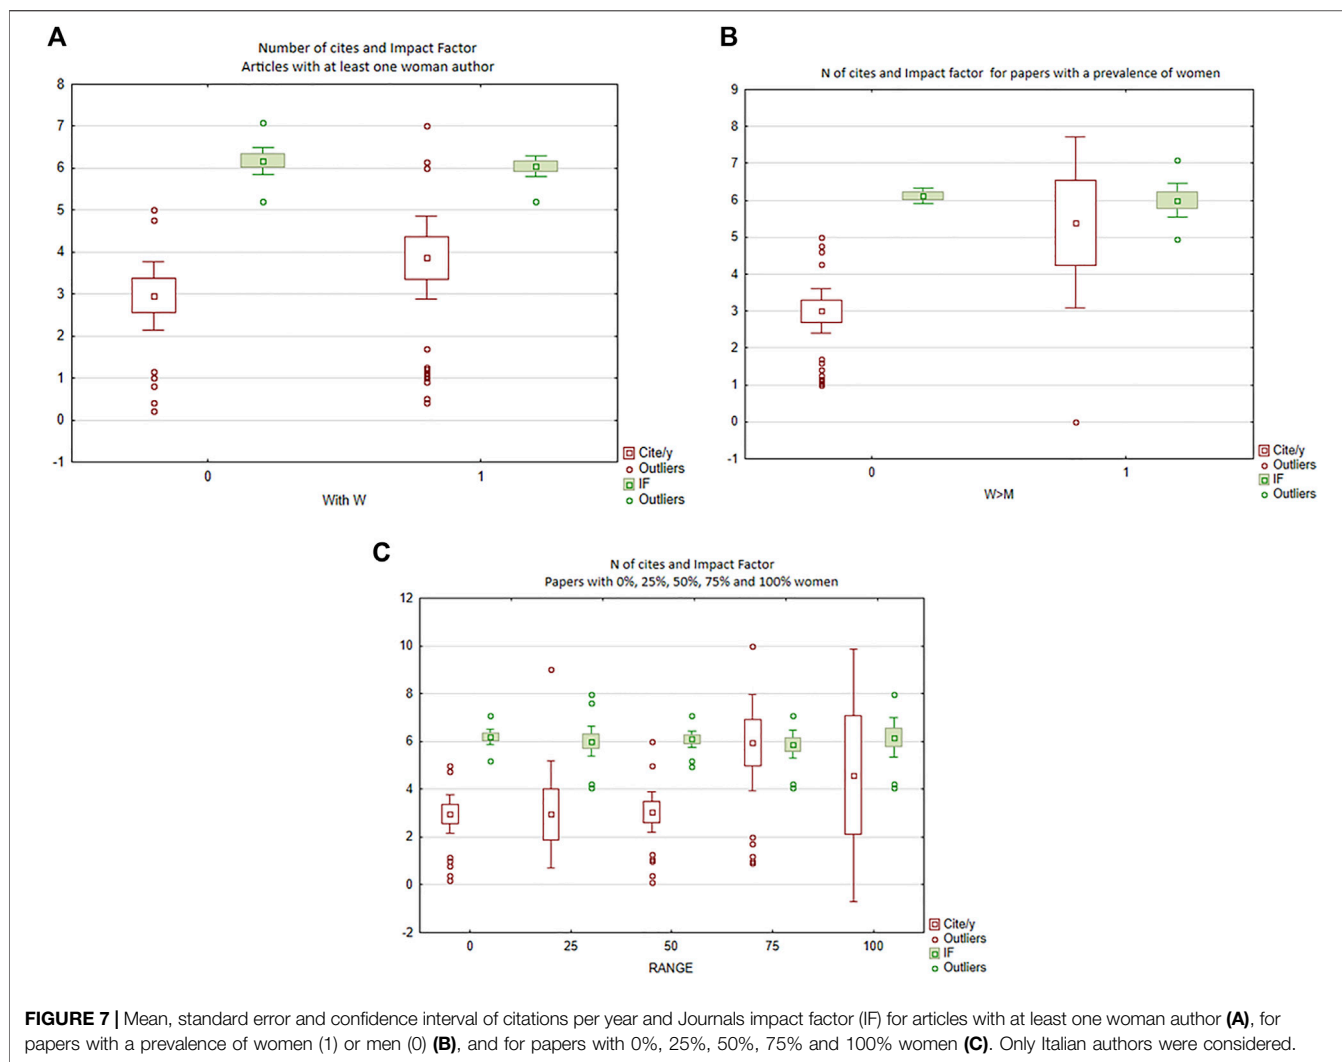 A
Number of cites and Impact Factor
Articles with at least one woman author
8
7
6
5
4
3
2
1
0
-1
0
1
With W
Cite/y
Outliers
IF
Outliers
B
N of cites and Impact factor for papers with a prevalence of women
9
8
7
6
5
4
3
2
1
0
-1
0
1
W>M
Cite/y
Outliers
IF
Outliers
C
N of cites and Impact Factor
Papers with 0%, 25%, 50%, 75% and 100% women
12
10
8
6
4
2
0
-2
0
25
50
75
100
RANGE
Cite/y
Outliers
IF
Outliers
FIGURE 7 | Mean, standard error and confidence interval of citations per year and Journals impact factor (IF) for articles with at least one woman author (A), for
papers with a prevalence of women (1) or men (0) (B), and for papers with 0%, 25%, 50%, 75% and 100% women (C). Only Italian authors were considered.